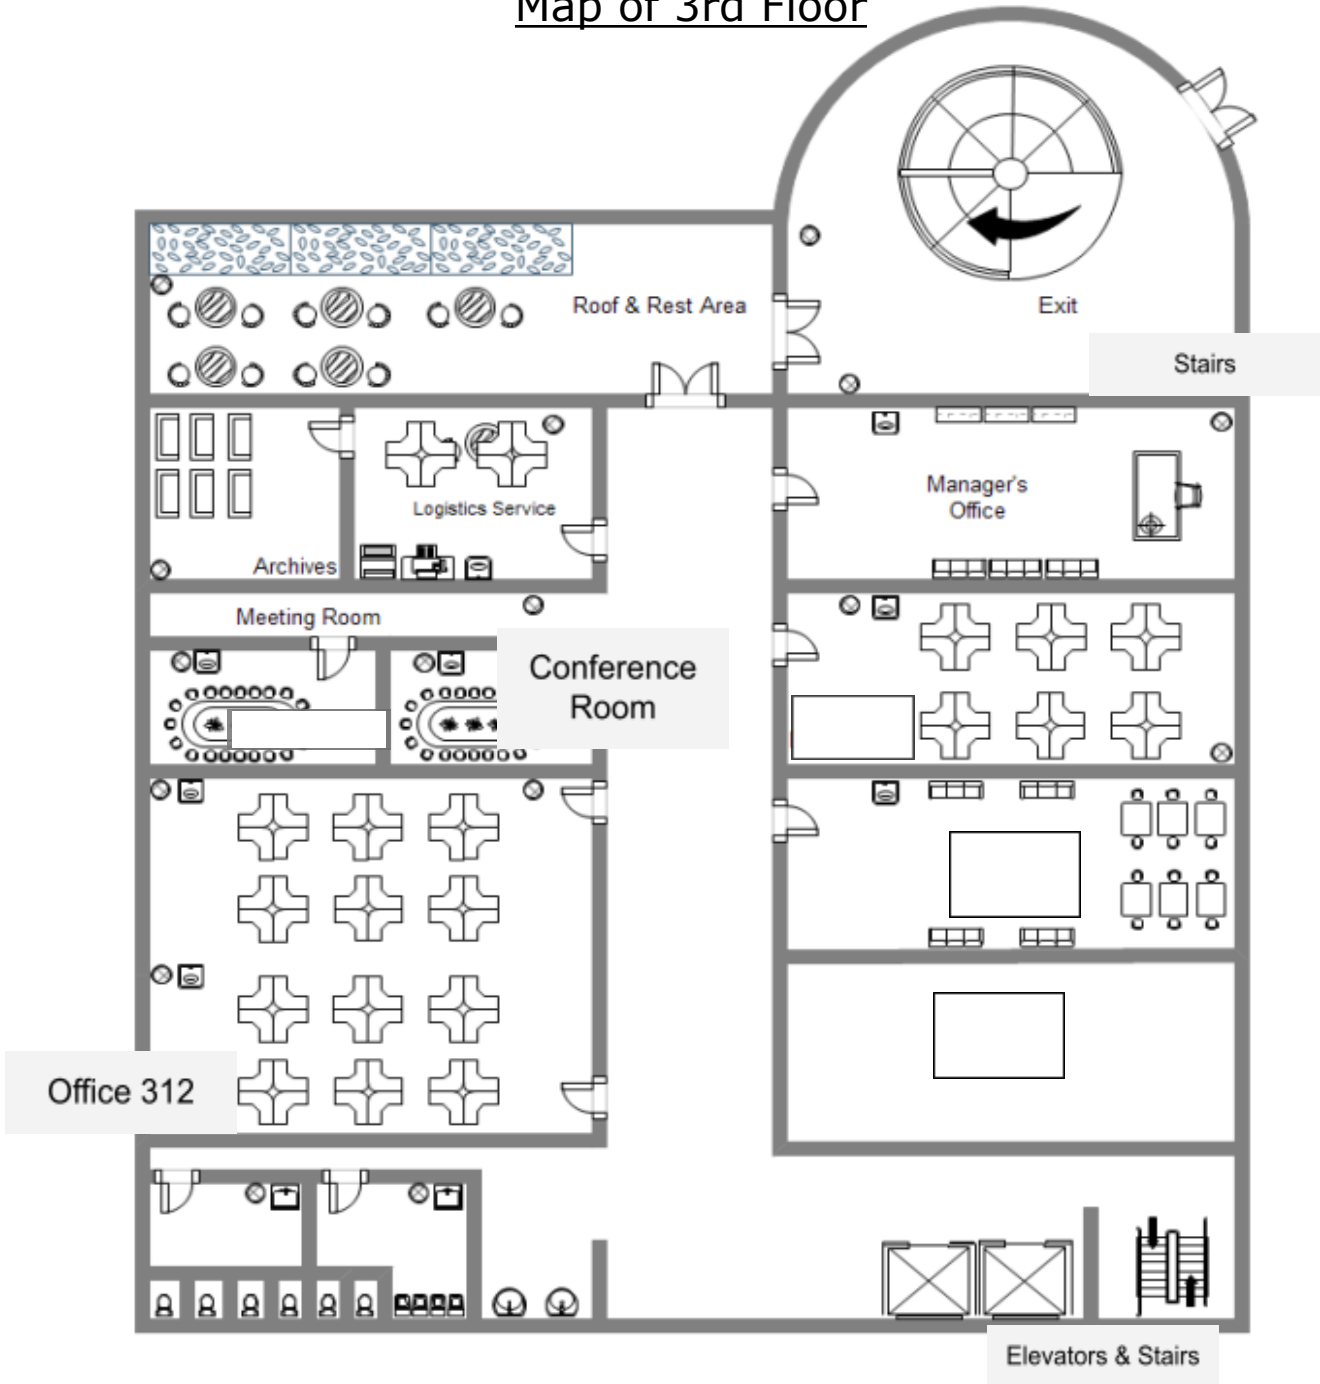 Map of 3rd Floor
Roof & Rest Area
Exit
Stairs
Manager's
Office
Logistics Service
Archives
Meeting Room
Conference
Room
Office 312
Elevators & Stairs